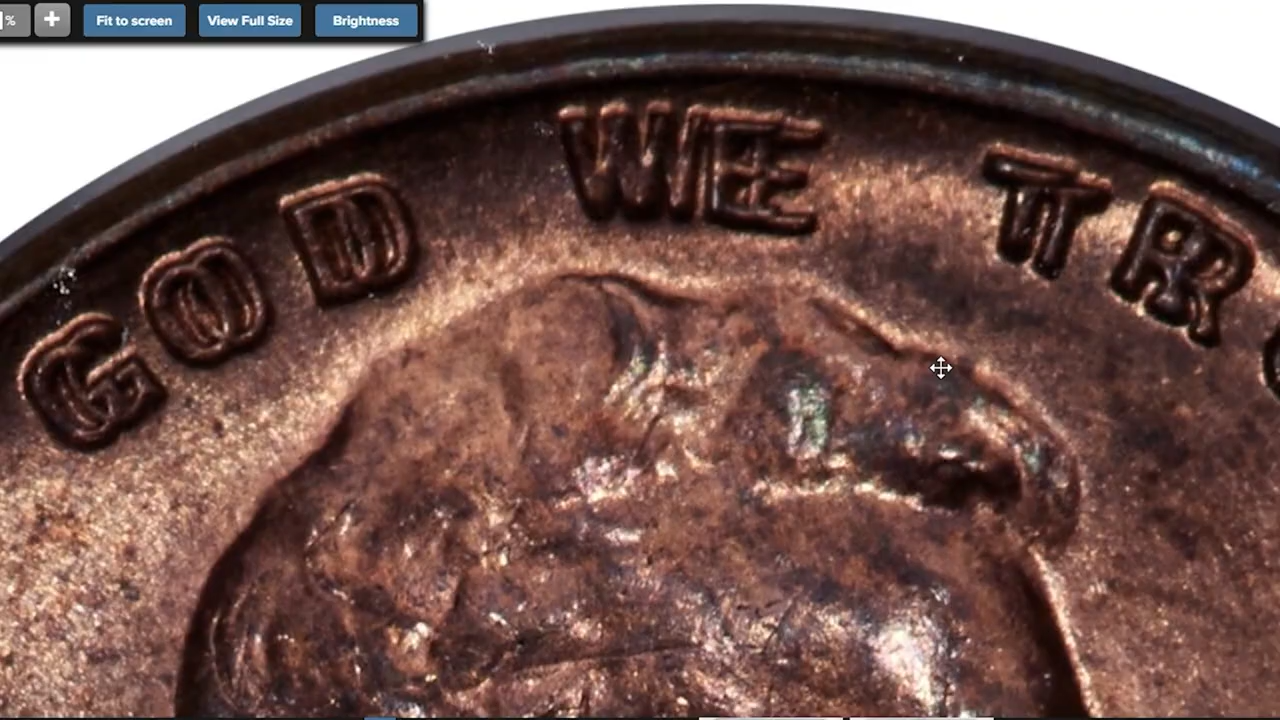 %
+
Fit to screen
View Full Size
Brightness
GOD WE TR